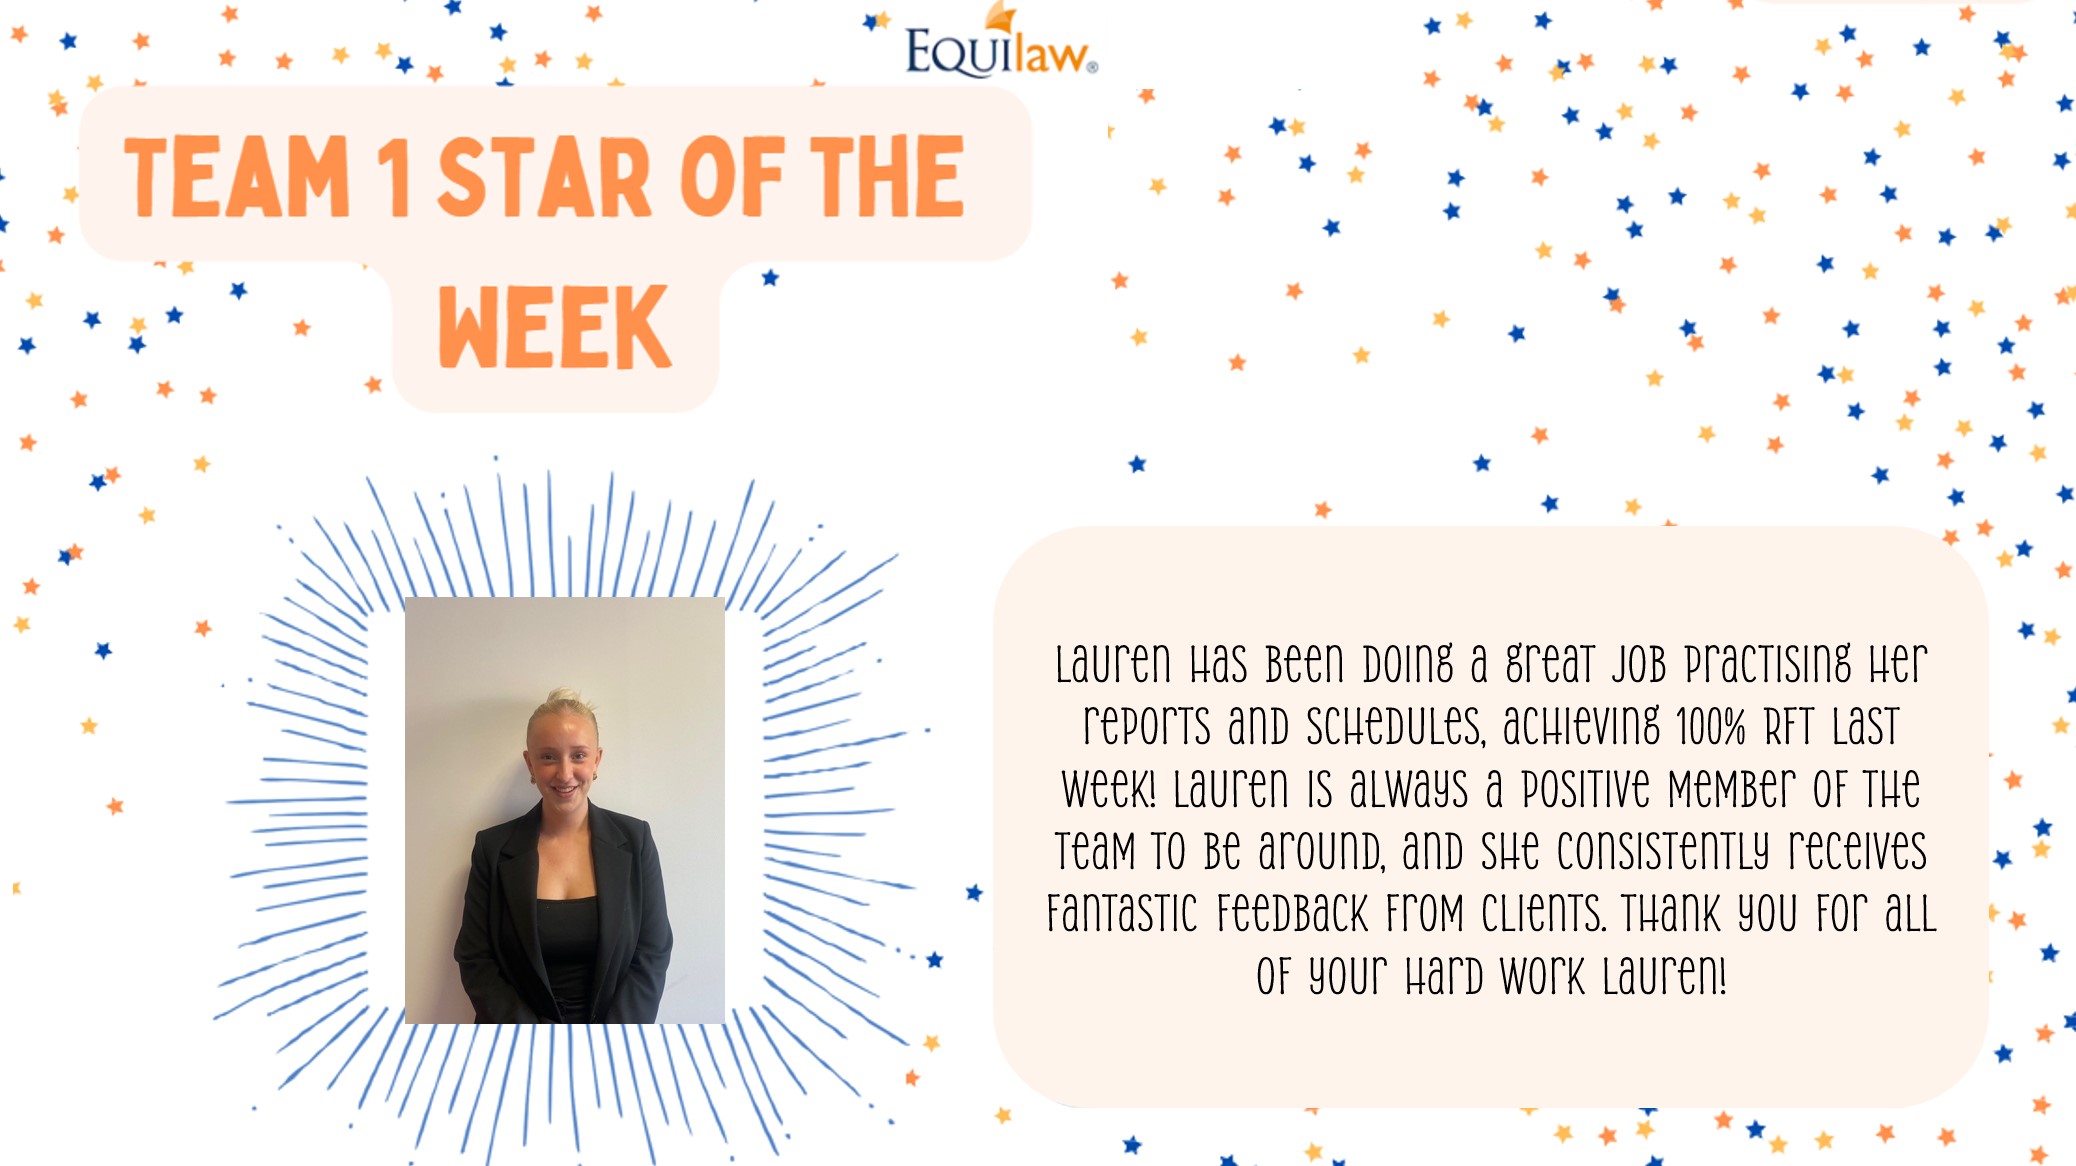 EQUIlaw®
TEAM 1 STAR OF THE
WEEK
Lauren has been doing a great job practising her
reports and schedules, achieving 100% RFT last
week! Lauren is always a positive member of the
team to be around, and she consistently receives
fantastic feedback from clients. Thank you for all
of your hard work Lauren!